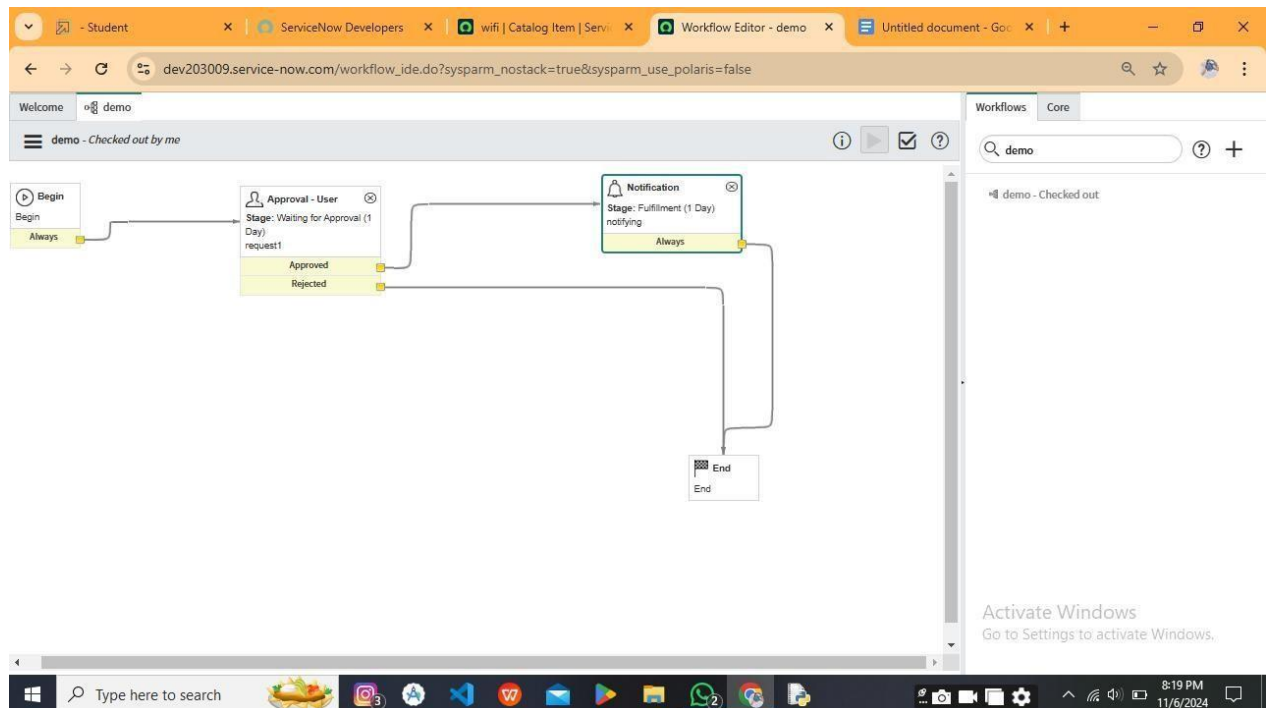 - Student
ServiceNow Developers
wifi | Catalog Item | Servi
Workflow Editor - demo
Untitled document - Goo
dev203009.service-now.com/workflow_ide.do?sysparm_nostack=true&sysparm_use_polaris=false
Welcome
demo
Workflows
Core
demo - Checked out by me
demo
Begin
Begin
Always
Approval - User
Stage: Waiting for Approval (1
Day)
request1
Approved
Rejected
Notification
Stage: Fulfillment (1 Day)
notifying
Always
demo - Checked out
End
End
Activate Windows
Go to Settings to activate Windows.
Type here to search
3
2
8:19 PM
11/6/2024